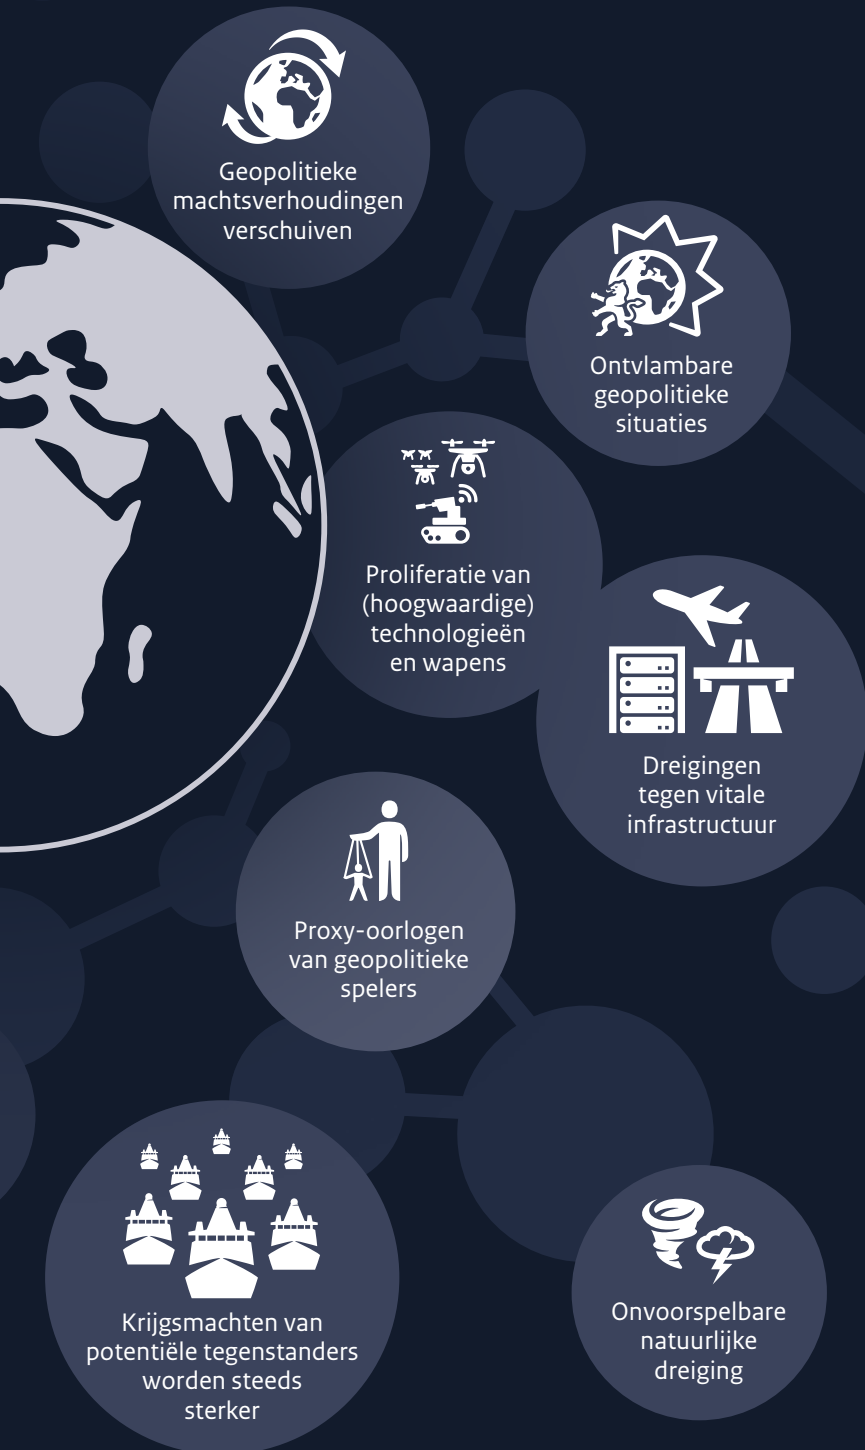 Geopolitieke
machtsverhoudingen
verschuiven
Ontvlambare
geopolitieke
situaties
Proliferatie van
(hoogwaardige)
technologieën
en wapens
Dreigingen
tegen vitale
infrastructuur
Proxy-oorlogen
van geopolitieke
spelers
Krijgsmachten van
potentiële tegenstanders
worden steeds
sterker
Onvoorspelbare
natuurlijke
dreiging